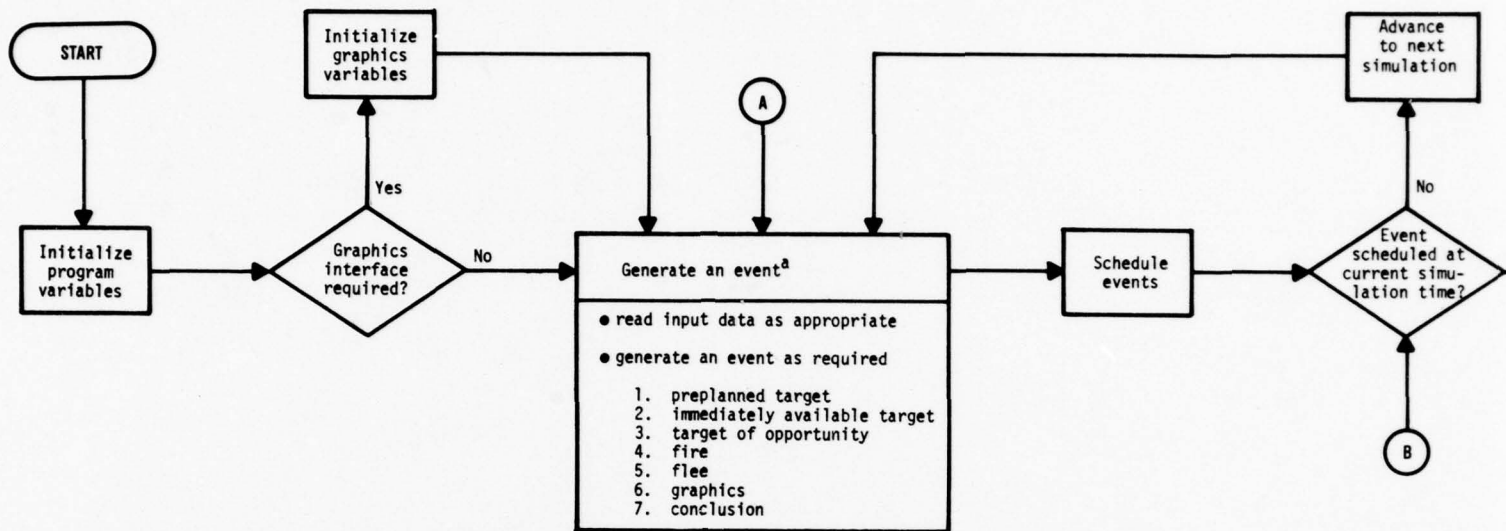 START
Initialize
program
variables
Initialize
graphics
variables
Yes
Graphics
interface
required?
No
A
Generate an eventᵃ
● read input data as appropriate
● generate an event as required
1. preplanned target
2. immediately available target
3. target of opportunity
4. fire
5. flee
6. graphics
7. conclusion
Schedule
events
Advance
to next
simulation
No
Event
scheduled at
current simu-
lation time?
B